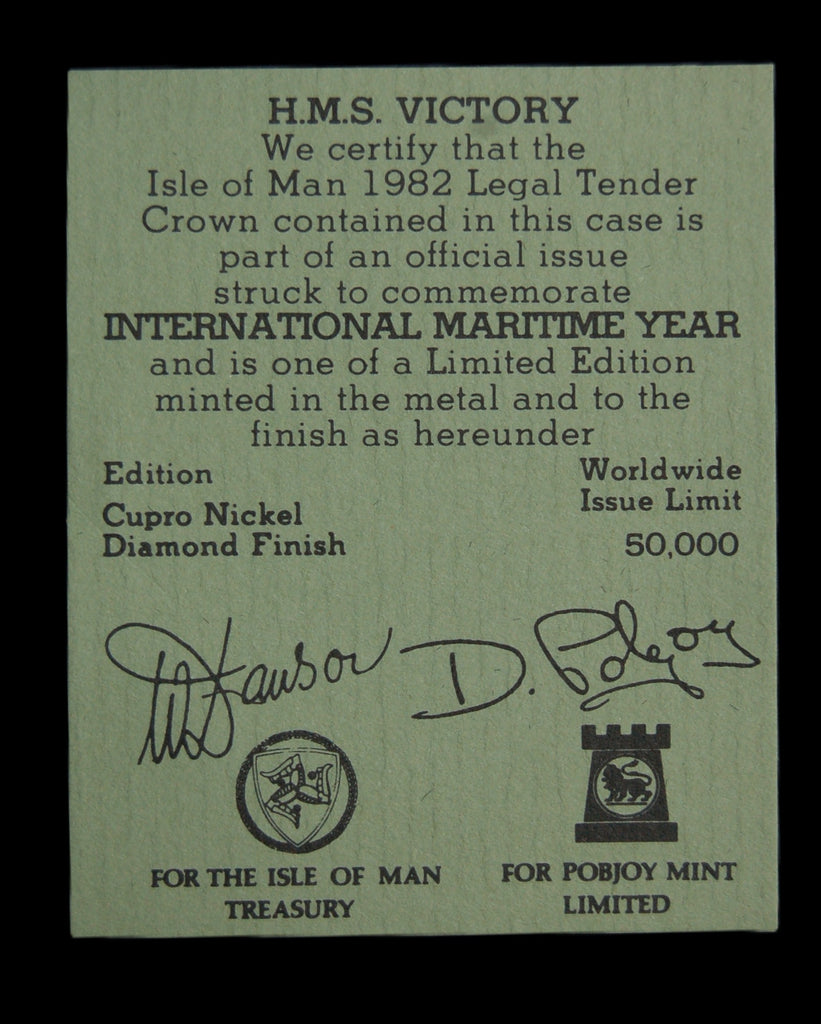 H.M.S. VICTORY
We certify that the
Isle of Man 1982 Legal Tender
Crown contained in this case is
part of an official issue
struck to commemorate
INTERNATIONAL MARITIME YEAR
and is one of a Limited Edition
minted in the metal and to the
finish as hereunder
Edition
Cupro Nickel
Diamond Finish
Worldwide
Issue Limit
50,000
D. Pobjoy
FOR THE ISLE OF MAN
TREASURY
FOR POBJOY MINT
LIMITED